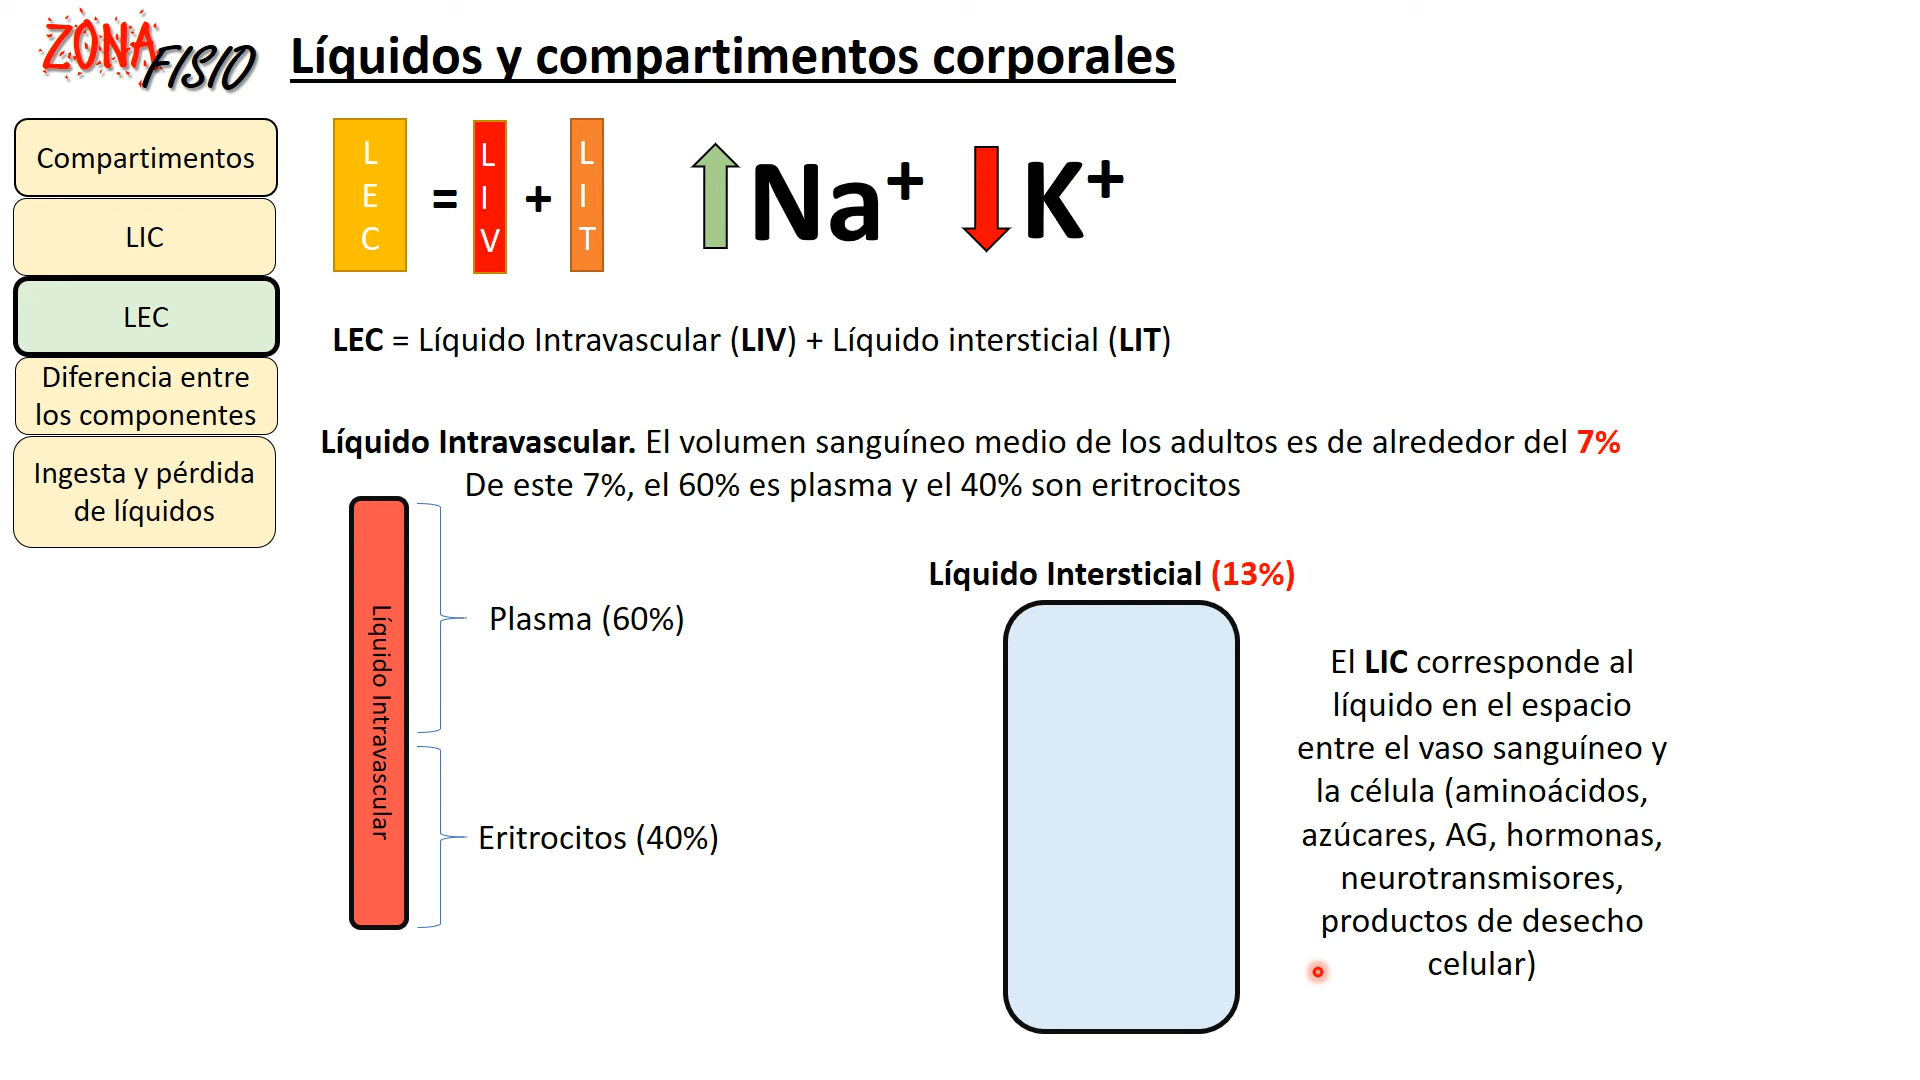 ZONA FISIO
Líquidos y compartimentos corporales
Compartimentos
LIC
LEC
Diferencia entre
los componentes
Ingesta y pérdida
de líquidos
LEC = LIV + LIT
Na+ K+
LEC = Líquido Intravascular (LIV) + Líquido intersticial (LIT)
Líquido Intravascular. El volumen sanguíneo medio de los adultos es de alrededor del 7%
De este 7%, el 60% es plasma y el 40% son eritrocitos
Líquido Intravascular
Plasma (60%)
Eritrocitos (40%)
Líquido Intersticial (13%)
El LIC corresponde al
líquido en el espacio
entre el vaso sanguíneo y
la célula (aminoácidos,
azúcares, AG, hormonas,
neurotransmisores,
productos de desecho
celular)